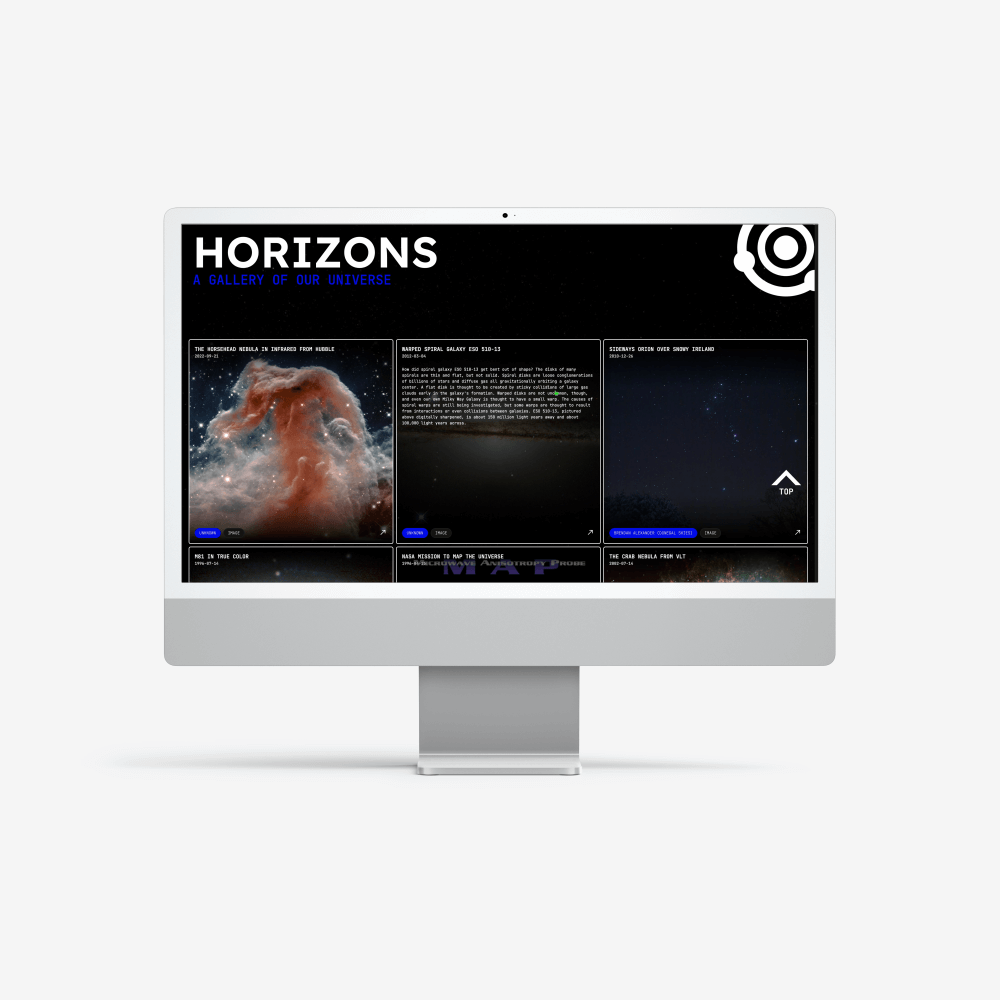 HORIZONS
A GALLERY OF OUR UNIVERSE
THE HORSEHEAD NEBULA IN INFRARED FROM HUBBLE
2022-09-21
UNKNOWN
IMAGE
WARPED SPIRAL GALAXY ESO 510-13
2012-03-04
How did spiral galaxy ESO 510-13 get bent out of shape? The disks of many
spirals are thin and flat, but not solid. Spiral disks are loose conglomerations
of billions of stars and diffuse gas all gravitationally orbiting a galaxy
center. A flat disk is thought to be created by sticky collisions of large gas
clouds early in the galaxy's formation. Warped disks are not uncommon, though,
and even our own Milky Way Galaxy is thought to have a small warp. The causes of
spiral warps are still being investigated, but some warps are thought to result
from interactions or even collisions between galaxies. ESO 510-13, pictured
above digitally sharpened, is about 150 million light years away and about
100,000 light years across.
UNKNOWN
IMAGE
SIDEWAYS ORION OVER SNOWY IRELAND
2010-12-26
TOP
BRENDAN ALEXANDER (DONEGAL SKIES)
IMAGE
M81 IN TRUE COLOR
1996-07-14
NASA MISSION TO MAP THE UNIVERSE
Microwave Anisotropy Probe
MAP
THE CRAB NEBULA FROM VLT
2002-07-14